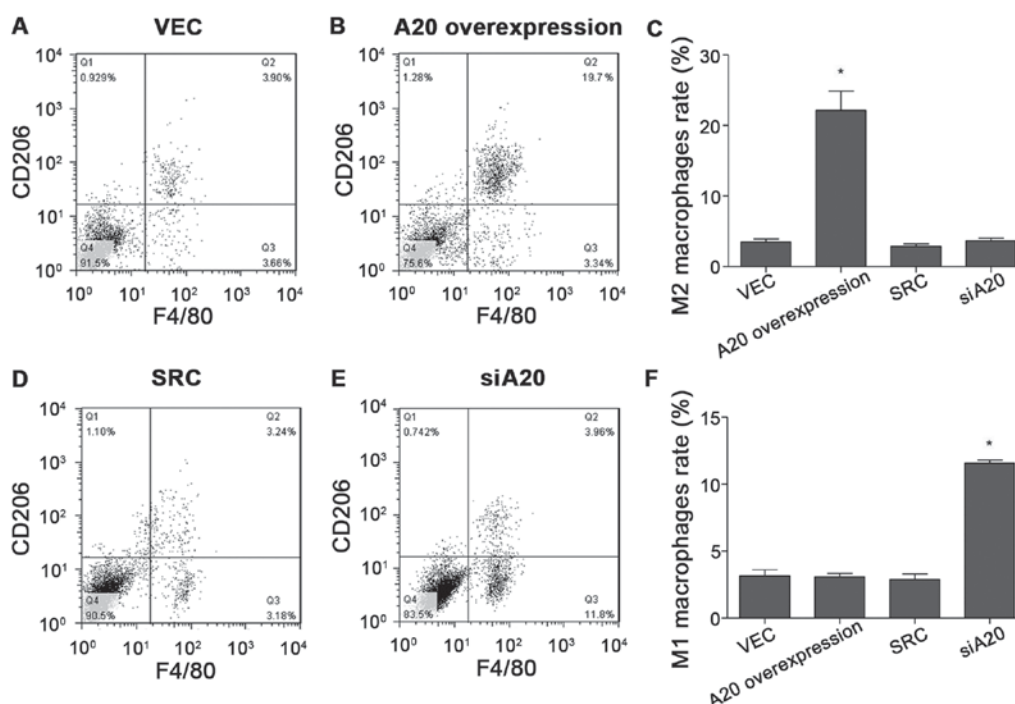 A
VEC
10⁴
10³
10²
10¹
10⁰
CD206
Q1
0.929%
Q2
3.90%
Q4
91.5%
Q3
3.66%
10⁰ 10¹ 10² 10³ 10⁴
F4/80
B
A20 overexpression
10⁴
10³
10²
10¹
10⁰
CD206
Q1
1.28%
Q2
19.7%
Q4
75.6%
Q3
3.34%
10⁰ 10¹ 10² 10³ 10⁴
F4/80
C
M2 macrophages rate (%)
30
20
10
0
*
VEC
A20 overexpression
SRC
siA20
D
SRC
10⁴
10³
10²
10¹
10⁰
CD206
Q1
1.10%
Q2
3.24%
Q4
90.5%
Q3
3.18%
10⁰ 10¹ 10² 10³ 10⁴
F4/80
E
siA20
10⁴
10³
10²
10¹
10⁰
CD206
Q1
0.742%
Q2
3.96%
Q4
83.5%
Q3
11.8%
10⁰ 10¹ 10² 10³ 10⁴
F4/80
F
M1 macrophages rate (%)
15
10
5
0
*
VEC
A20 overexpression
SRC
siA20